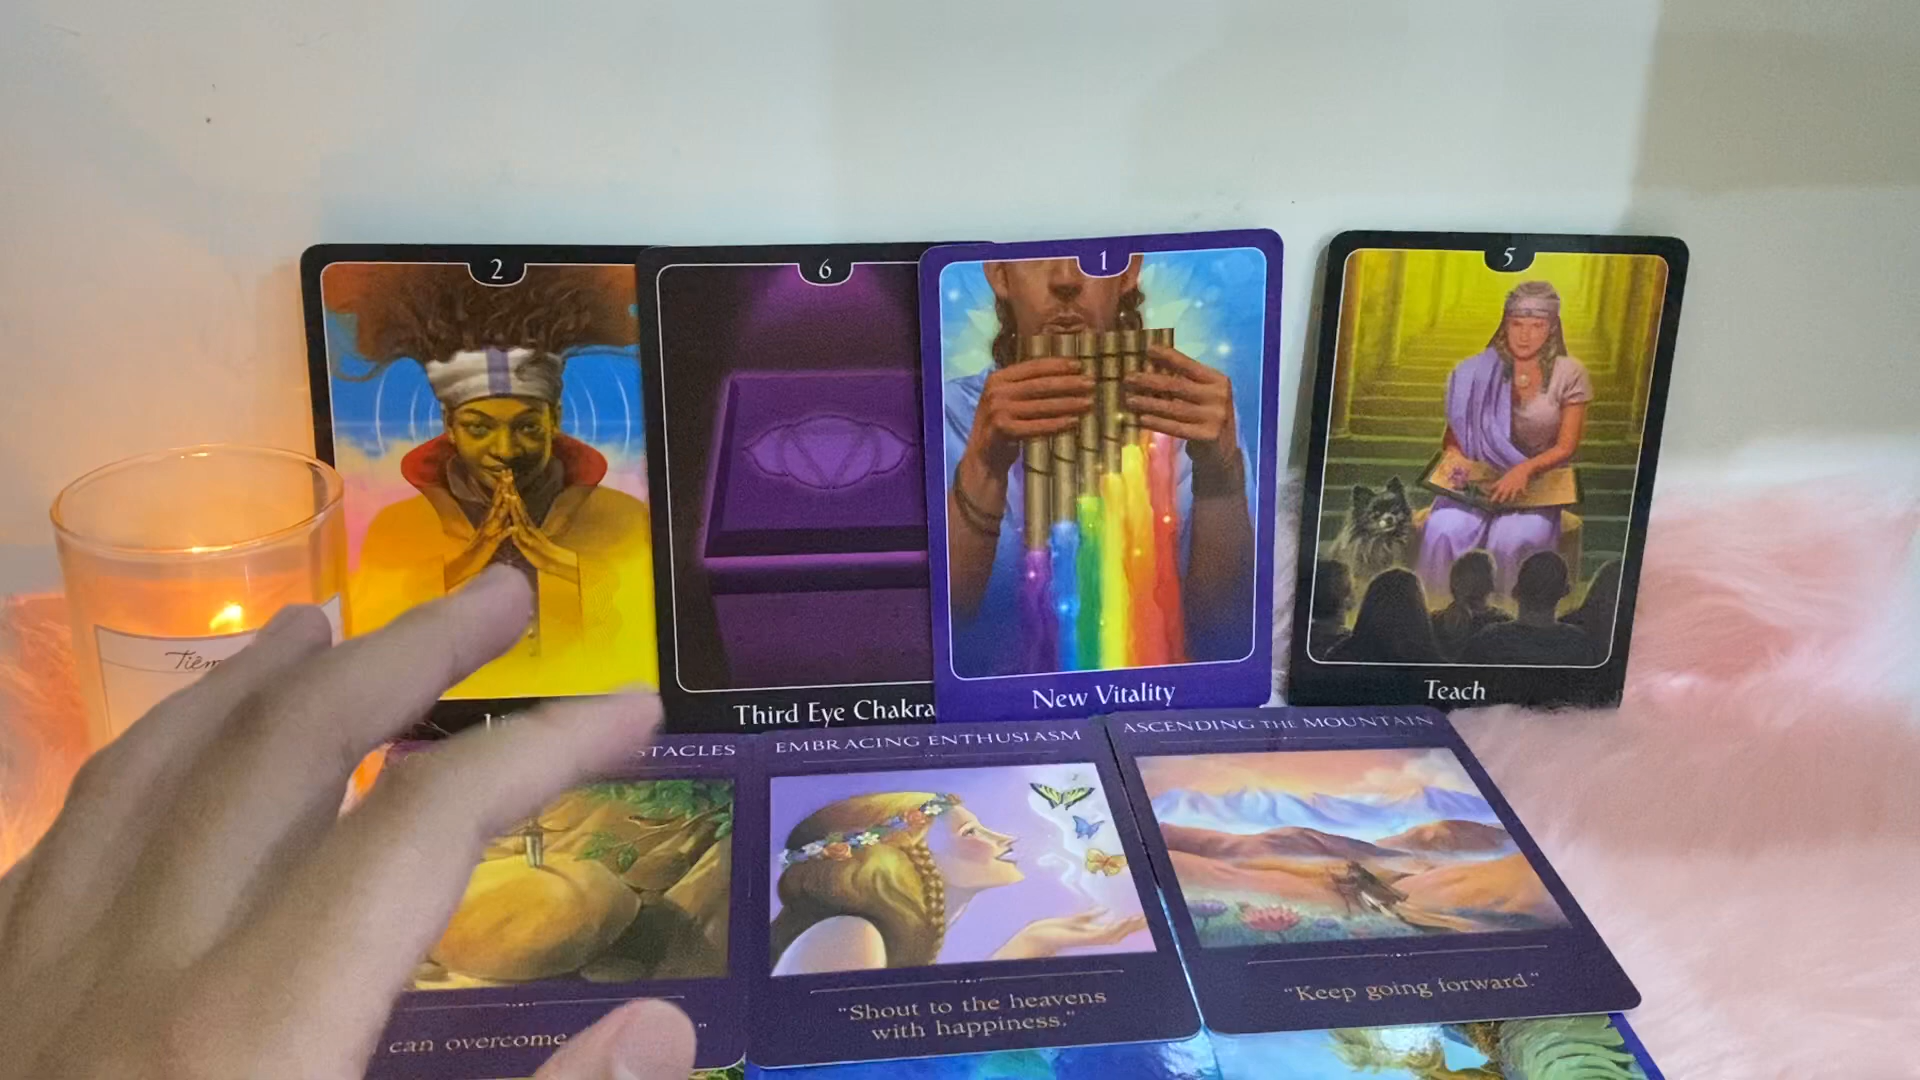 2
6
1
5
Tiệm
Third Eye Chakra
New Vitality
Teach
STACLES
EMBRACING ENTHUSIASM
ASCENDING THE MOUNTAIN
can overcome
"
"Shout to the heavens
with happiness."
"Keep going forward."